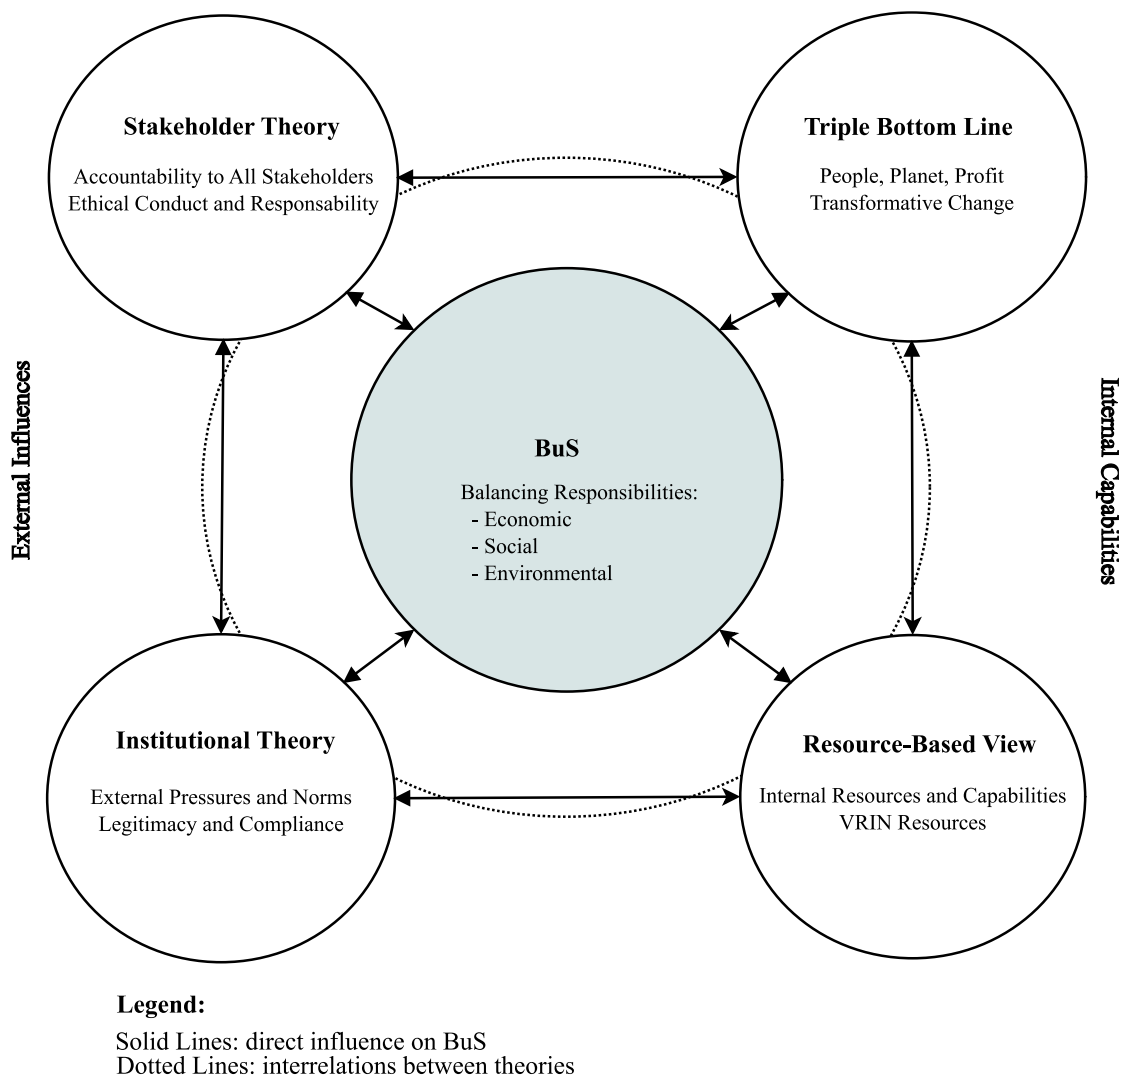 Stakeholder Theory
Accountability to All Stakeholders
Ethical Conduct and Responsability
Triple Bottom Line
People, Planet, Profit
Transformative Change
External Influences
BuS
Balancing Responsibilities:
- Economic
- Social
- Environmental
Internal Capabilities
Institutional Theory
External Pressures and Norms
Legitimacy and Compliance
Resource-Based View
Internal Resources and Capabilities
VRIN Resources
Legend:
Solid Lines: direct influence on BuS
Dotted Lines: interrelations between theories